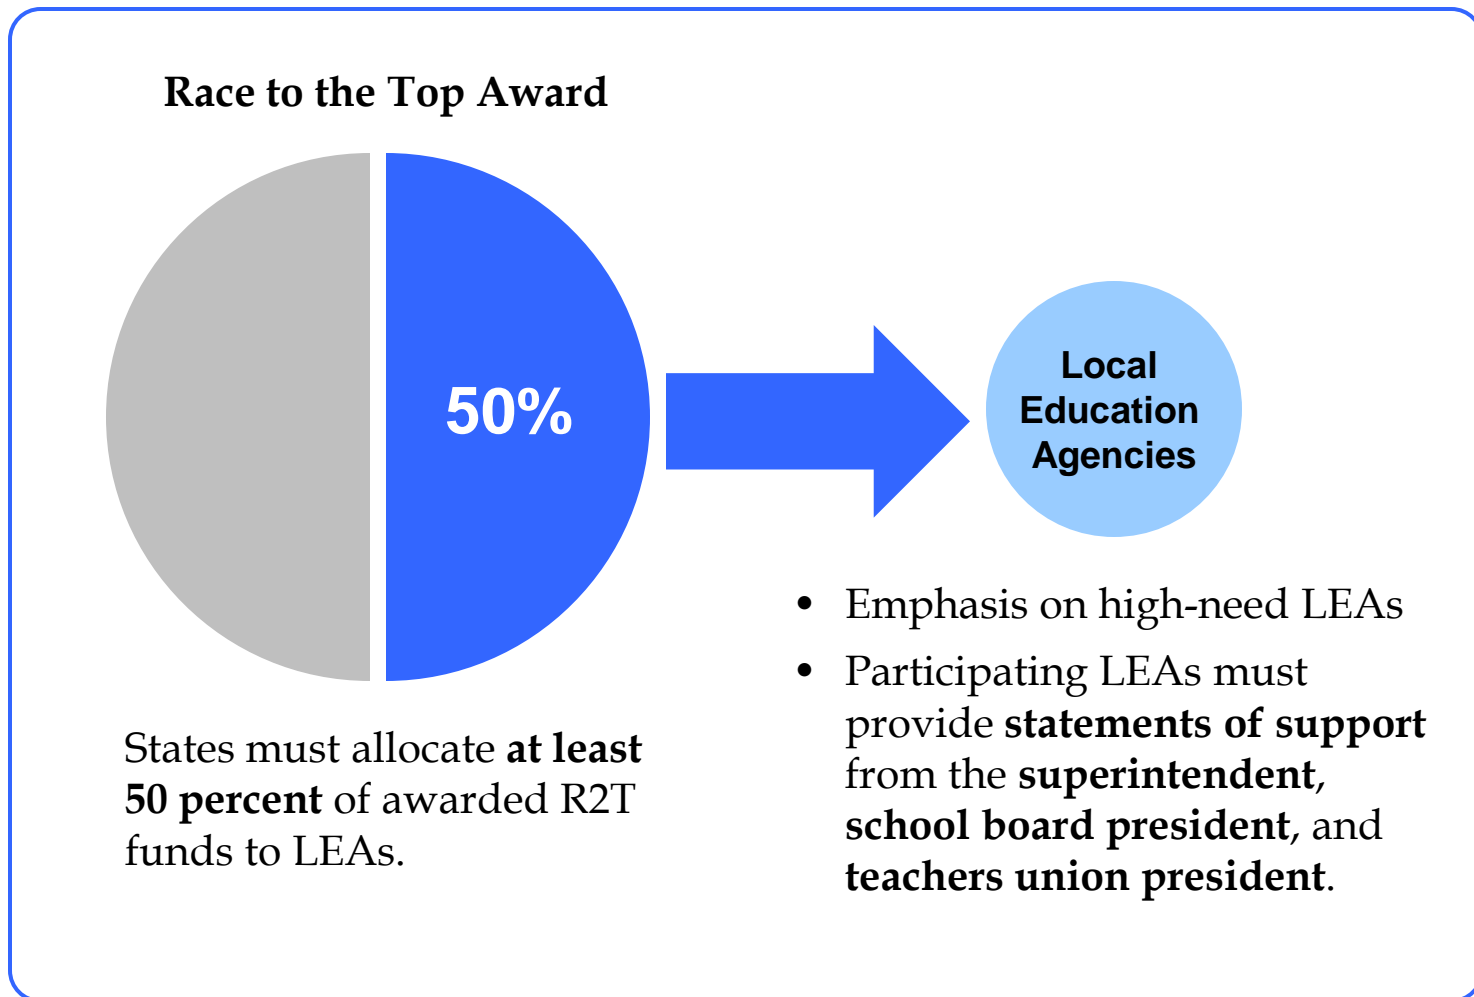 Race to the Top Award
50%
Local
Education
Agencies
States must allocate at least
50 percent of awarded R2T
funds to LEAs.
• Emphasis on high-need LEAs
• Participating LEAs must
provide statements of support
from the superintendent,
school board president, and
teachers union president.